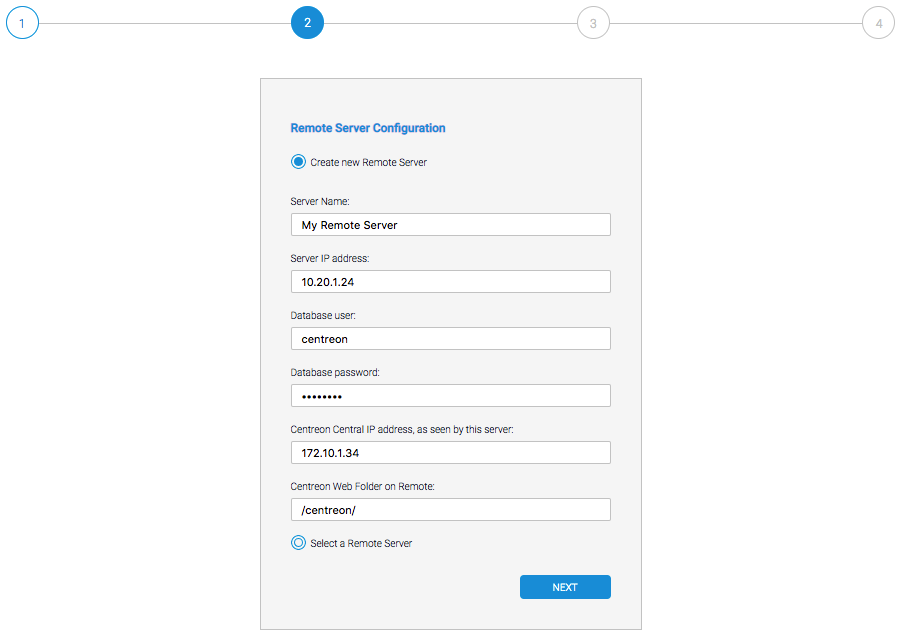 1
2
3
4
Remote Server Configuration
Create new Remote Server
Server Name:
My Remote Server
Server IP address:
10.20.1.24
Database user:
centreon
Database password:
••••••••
Centreon Central IP address, as seen by this server:
172.10.1.34
Centreon Web Folder on Remote:
/centreon/
Select a Remote Server
NEXT